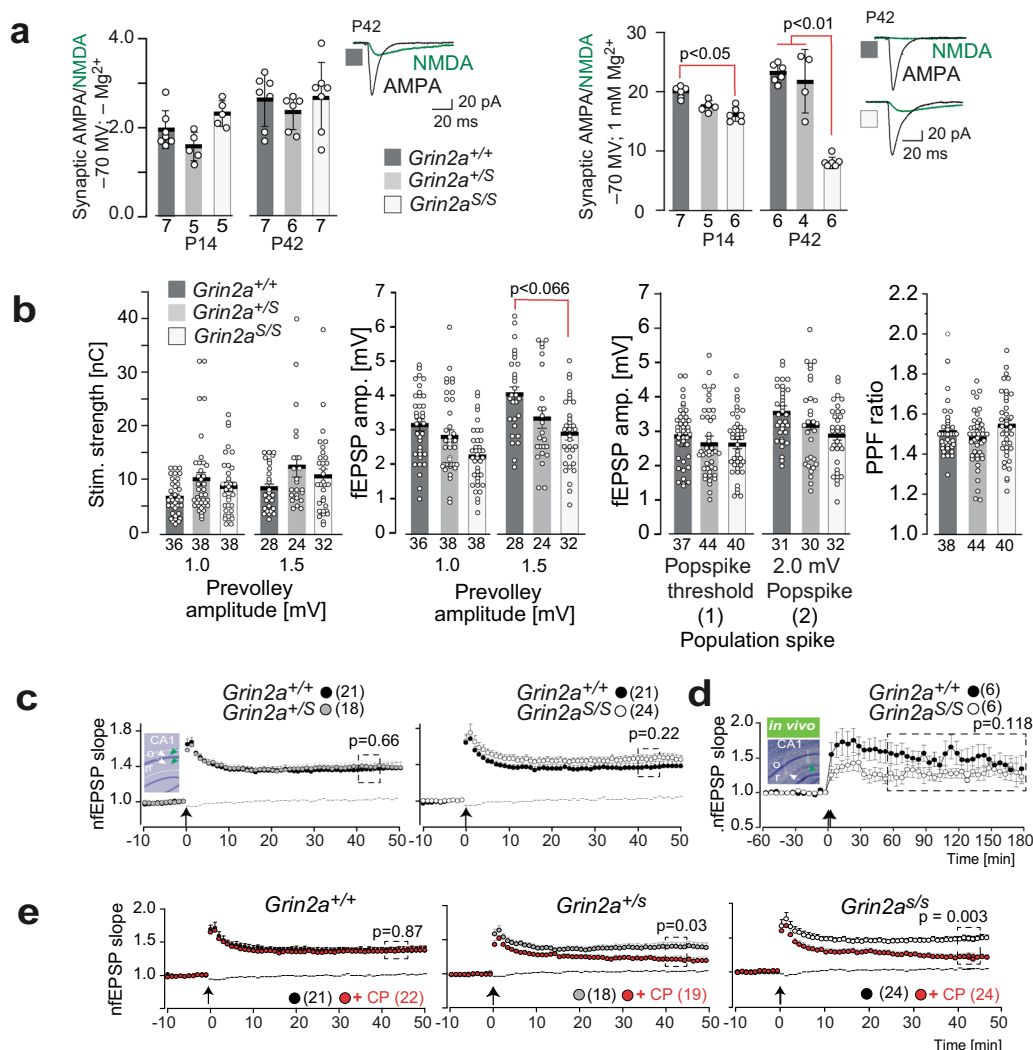 a
Synaptic AMPA/NMDA
−70 MV; − Mg2+
4.0
3.0
2.0
1.0
0.0
7 5 5 7 6 7
P14 P42
P42
NMDA
AMPA
20 pA
20 ms
Grin2a+/+
Grin2a+/S
Grin2aS/S
Synaptic AMPA/NMDA
−70 MV; 1 mM Mg2+
30
20
10
0
p<0.05
p<0.01
7 5 6 6 4 6
P14 P42
P42
NMDA
AMPA
20 pA
20 ms
b
Grin2a+/+
Grin2a+/S
Grin2aS/S
Stim. strength [nC]
40
30
20
10
0
36 38 38 28 24 32
1.0 1.5
Prevolley
amplitude [mV]
fEPSP amp. [mV]
7
6
5
4
3
2
1
0
p<0.066
36 38 38 28 24 32
1.0 1.5
Prevolley
amplitude [mV]
fEPSP amp. [mV]
7
6
5
4
3
2
1
0
37 44 40 31 30 32
Popspike 2.0 mV
threshold Popspike
(1) (2)
Population spike
PPF ratio
2.2
2.0
1.8
1.6
1.4
1.2
1.0
38 44 40
c
Grin2a+/+ (21)
Grin2a+/S (18)
nfEPSP slope
1.8
1.4
1.0
CA1
o
r
p=0.66
-10 0 10 20 30 40 50
Grin2a+/+ (21)
Grin2aS/S (24)
p=0.22
-10 0 10 20 30 40 50
d
Grin2a+/+ (6)
Grin2aS/S (6)
p=0.118
.nfEPSP slope
2.0
1.5
1.0
0.5
in vivo
CA1
o
r
-60 -30 0 30 60 90 120 150 180
Time [min]
e
nfEPSP slope
2.0
1.5
1.0
Grin2a+/+
p=0.87
(21) + CP (22)
-10 0 10 20 30 40 50
Grin2a+/s
p=0.03
(18) + CP (19)
-10 0 10 20 30 40 50
Grin2as/s
p = 0.003
(24) + CP (24)
-10 0 10 20 30 40 50
Time [min]